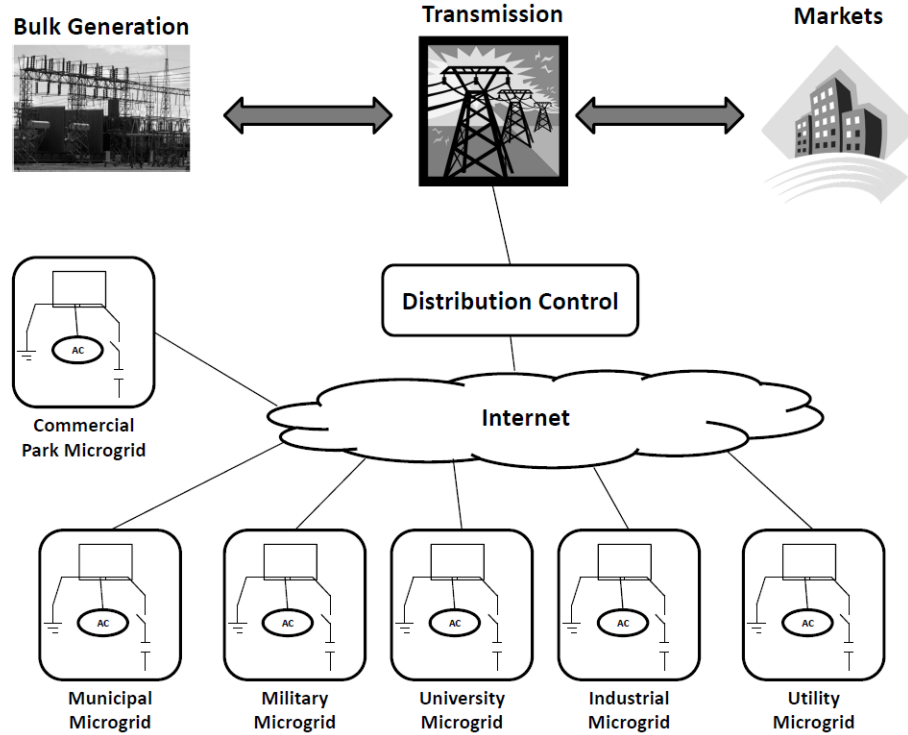 Bulk Generation
Transmission
Markets
Distribution Control
Internet
AC
Commercial
Park Microgrid
AC
AC
AC
AC
AC
Municipal
Microgrid
Military
Microgrid
University
Microgrid
Industrial
Microgrid
Utility
Microgrid